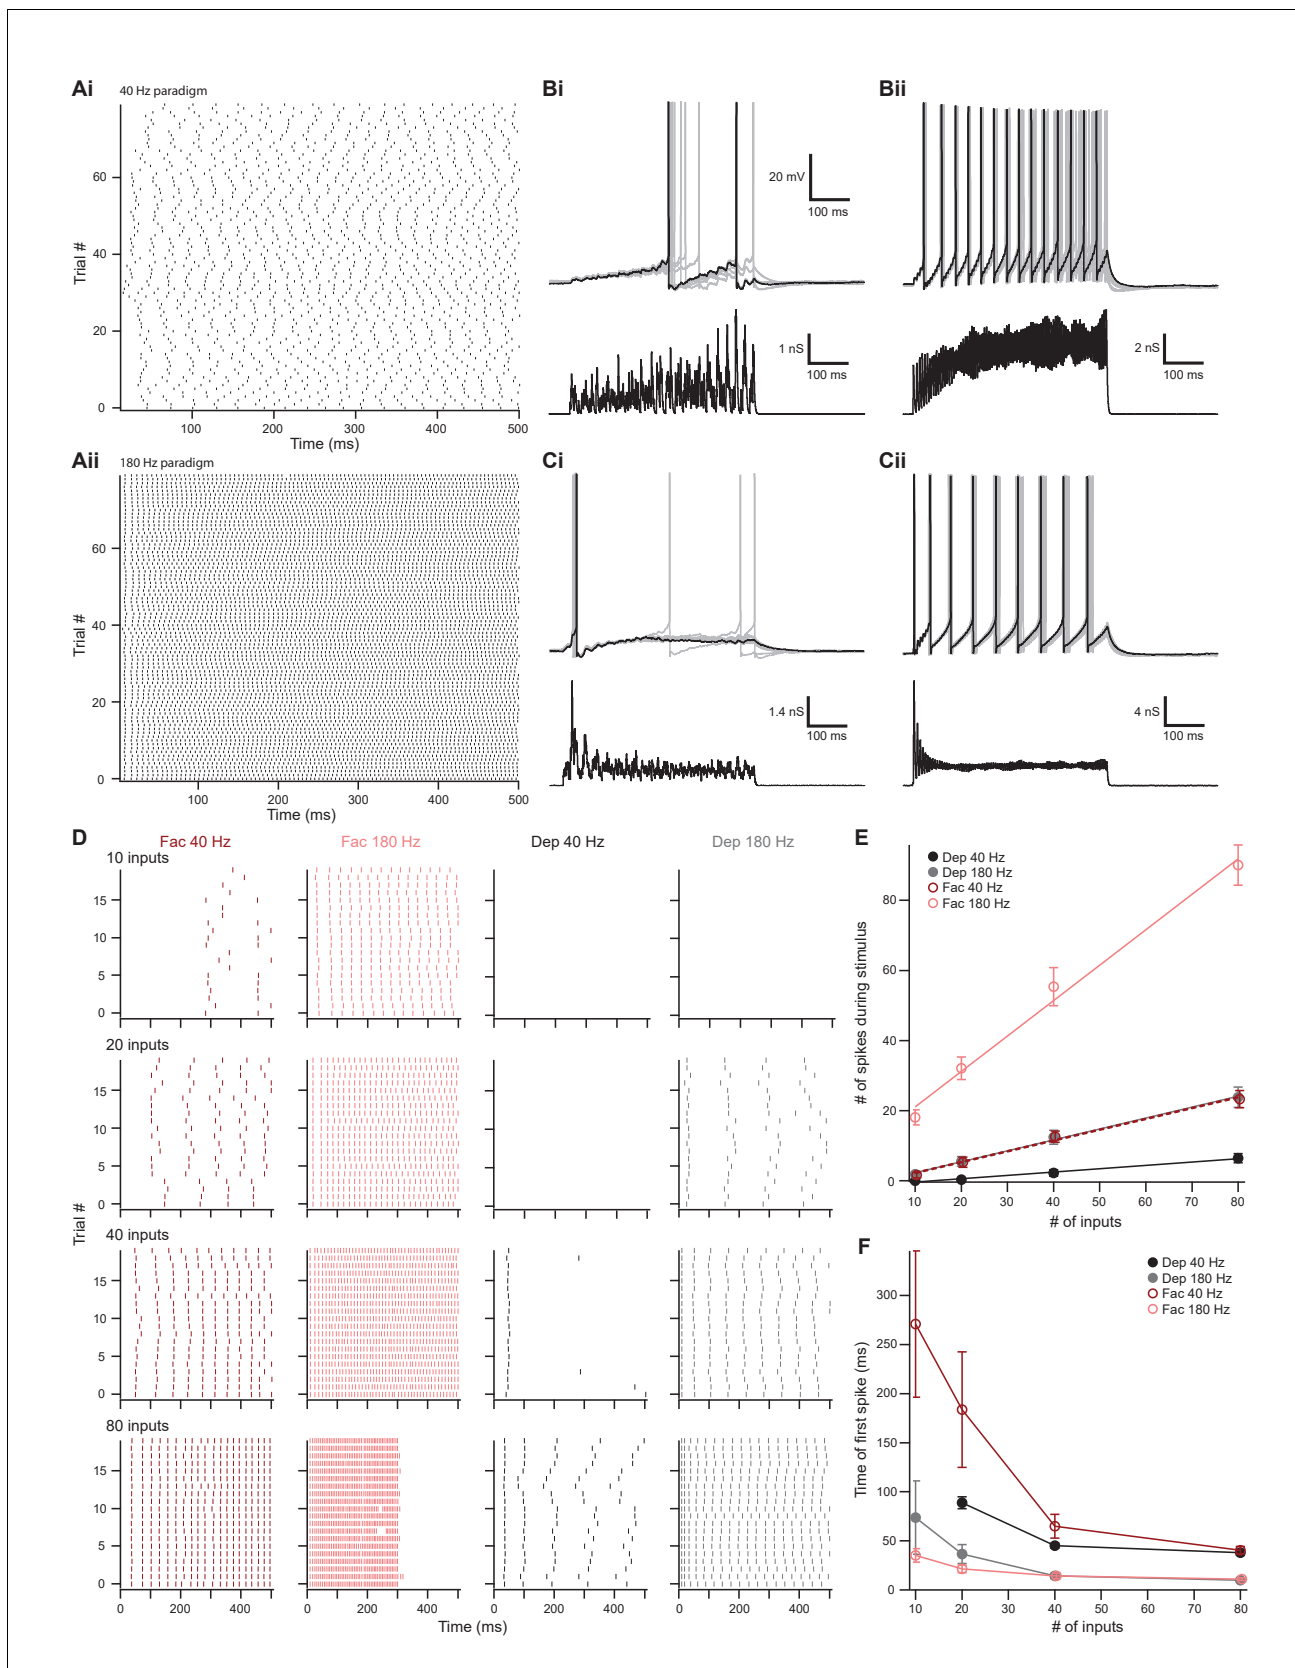 Ai
40 Hz paradigm
Trial #
60
40
20
0
100 200 300 400 500
Time (ms)
Bi
20 mV
100 ms
1 nS
100 ms
Bii
2 nS
100 ms
Aii
180 Hz paradigm
Trial #
60
40
20
0
100 200 300 400 500
Time (ms)
Ci
1.4 nS
100 ms
Cii
4 nS
100 ms
D
Fac 40 Hz Fac 180 Hz Dep 40 Hz Dep 180 Hz
10 inputs
15
10
5
0
20 inputs
15
10
5
0
Trial #
40 inputs
15
10
5
0
80 inputs
15
10
5
0
0 200 400 0 200 400 0 200 400 0 200 400
Time (ms)
E
Dep 40 Hz
Dep 180 Hz
Fac 40 Hz
Fac 180 Hz
# of spikes during stimulus
80
60
40
20
0
10 20 30 40 50 60 70 80
# of inputs
F
Dep 40 Hz
Dep 180 Hz
Fac 40 Hz
Fac 180 Hz
Time of first spike (ms)
300
250
200
150
100
50
0
10 20 30 40 50 60 70 80
# of inputs